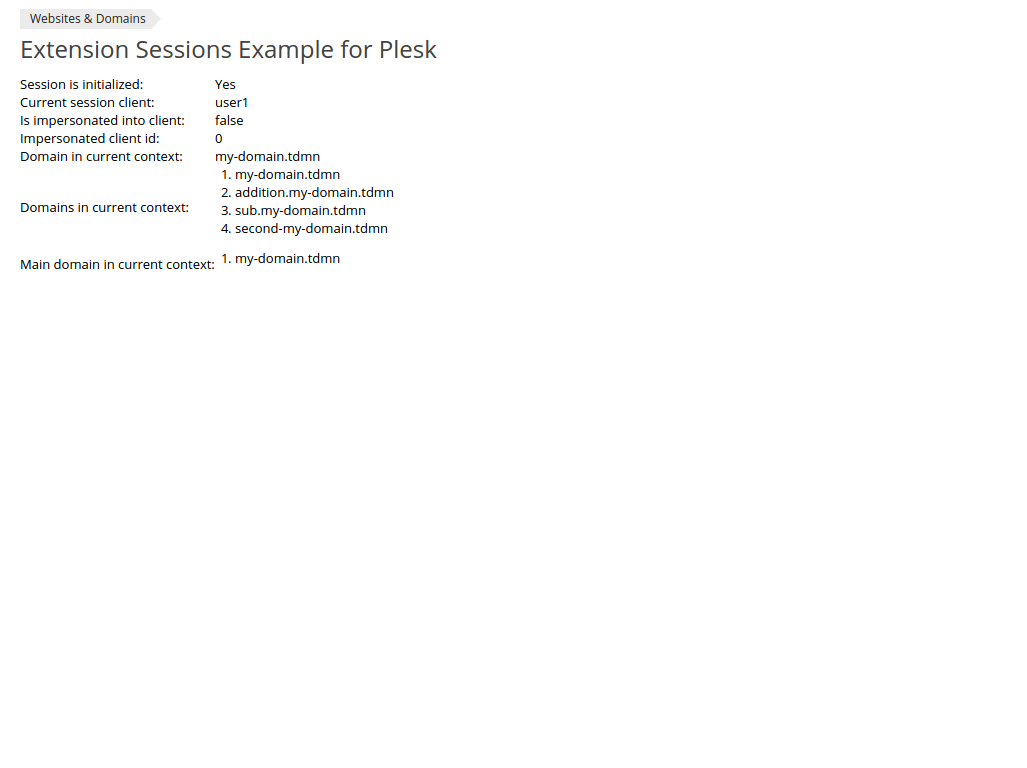 Websites & Domains
Extension Sessions Example for Plesk
Session is initialized: Yes
Current session client: user1
Is impersonated into client: false
Impersonated client id: 0
Domain in current context: my-domain.tdmn
Domains in current context:
1. my-domain.tdmn
2. addition.my-domain.tdmn
3. sub.my-domain.tdmn
4. second-my-domain.tdmn
Main domain in current context: 1. my-domain.tdmn